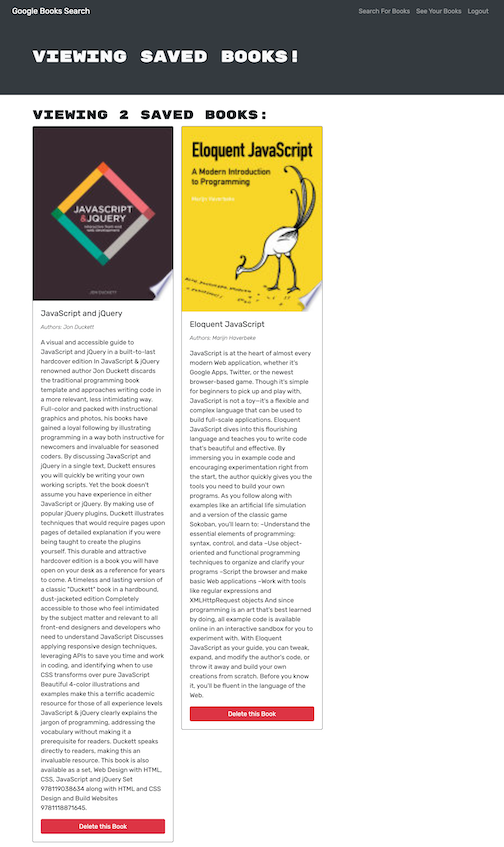 Google Books Search
Search For Books See Your Books Logout
VIEWING SAVED BOOKS!
VIEWING 2 SAVED BOOKS:
JAVASCRIPT
&JQUERY
interactive front-end
web development
JON DUCKETT
JavaScript and jQuery
Authors: Jon Duckett
A visual and accessible guide to
JavaScript and jQuery in a built-to-last
hardcover edition In JavaScript & jQuery
renowned author Jon Duckett discards
the traditional programming book
template and approaches writing code in
a more relevant, less intimidating way.
Full-color and packed with instructional
graphics and photos, his books have
gained a loyal following by illustrating
programming in a way both instructive for
newcomers and invaluable for seasoned
coders. By discussing JavaScript and
jQuery in a single text, Duckett ensures
you will quickly be writing your own
working scripts. Yet the book doesn't
assume you have experience in either
JavaScript or jQuery. By making use of
popular jQuery plugins, Duckett illustrates
techniques that would require pages upon
pages of detailed explanation if you were
being taught to create the plugins
yourself. This durable and attractive
hardcover edition is a book you will have
open on your desk as a reference for years
to come. A timeless and lasting version of
a classic "Duckett" book in a hardbound,
dust-jacketed edition Completely
accessible to those who feel intimidated
by the subject matter and relevant to all
front-end designers and developers who
need to understand JavaScript Discusses
applying responsive design techniques,
leveraging APIs to save you time and work
in coding, and identifying when to use
CSS transforms over pure JavaScript
Beautiful 4-color illustrations and
examples make this a terrific academic
resource for those of all experience levels
JavaScript & jQuery clearly explains the
jargon of programming, addressing the
vocabulary without making it a
prerequisite for readers. Duckett speaks
directly to readers, making this an
invaluable resource. This book is also
available as a set, Web Design with HTML,
CSS, JavaScript and jQuery Set
9781119038634 along with HTML and CSS
Design and Build Websites
9781118871645.
Delete this Book
Eloquent JavaScript
A Modern Introduction
to Programming
Marijn Haverbeke
Eloquent JavaScript
Authors: Marijn Haverbeke
JavaScript is at the heart of almost every
modern Web application, whether it's
Google Apps, Twitter, or the newest
browser-based game. Though it's simple
for beginners to pick up and play with,
JavaScript is not a toy—it's a flexible and
complex language that can be used to
build full-scale applications. Eloquent
JavaScript dives into this flourishing
language and teaches you to write code
that's beautiful and effective. By
immersing you in example code and
encouraging experimentation right from
the start, the author quickly gives you the
tools you need to build your own
programs. As you follow along with
examples like an artificial life simulation
and a version of the classic game
Sokoban, you'll learn to: –Understand the
essential elements of programming:
syntax, control, and data –Use object-
oriented and functional programming
techniques to organize and clarify your
programs –Script the browser and make
basic Web applications –Work with tools
like regular expressions and
XMLHttpRequest objects And since
programming is an art that's best learned
by doing, all example code is available
online in an interactive sandbox for you to
experiment with. With Eloquent
JavaScript as your guide, you can tweak,
expand, and modify the author's code, or
throw it away and build your own
creations from scratch. Before you know
it, you'll be fluent in the language of the
Web.
Delete this Book